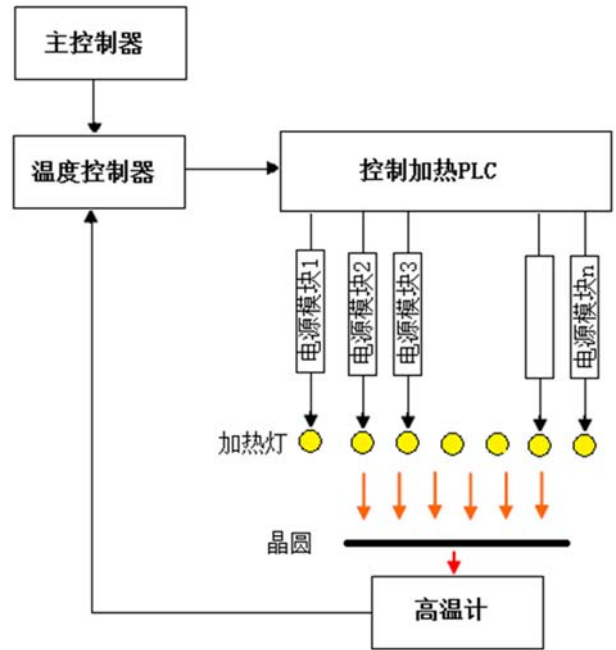 主控制器
温度控制器
控制加热PLC
电源模块1
电源模块2
电源模块3
电源模块n
加热灯
晶圆
高温计